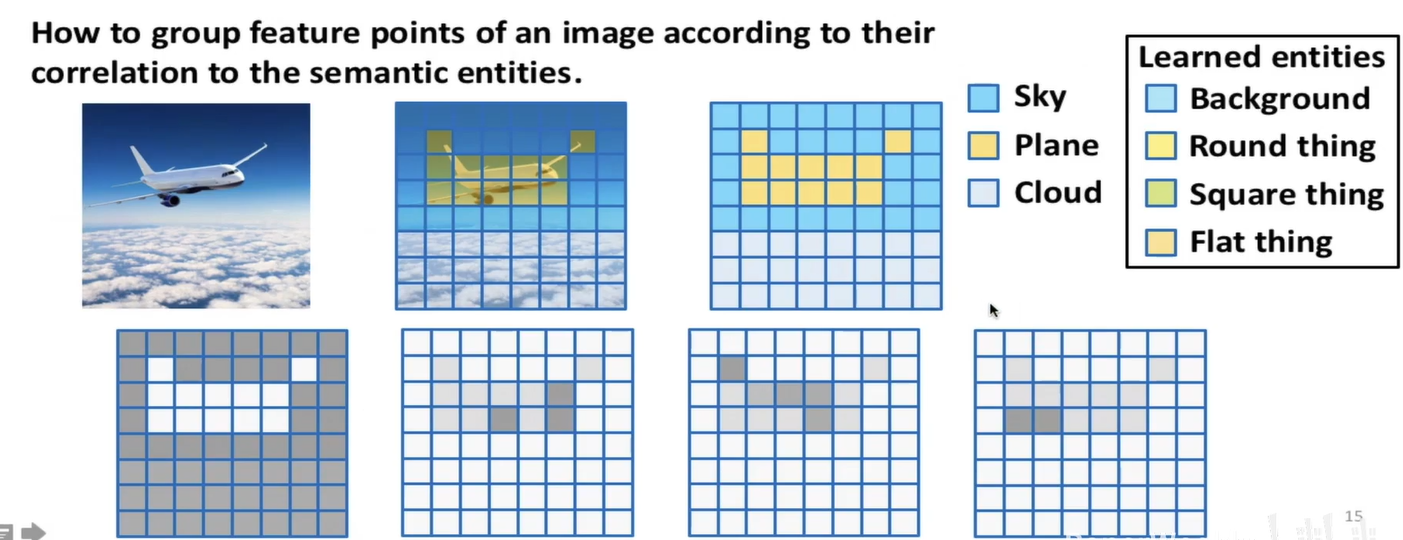 How to group feature points of an image according to their
correlation to the semantic entities.
Sky
Plane
Cloud
Learned entities
Background
Round thing
Square thing
Flat thing
15